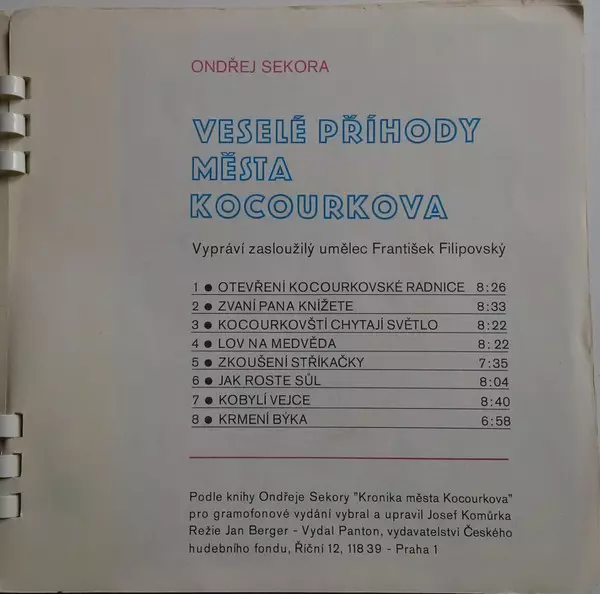 ONDŘEJ SEKORA
VESELÉ PŘÍHODY
MĚSTA
KOCOURKOVA
Vypráví zasloužilý umělec František Filipovský
1 ● OTEVŘENÍ KOCOURKOVSKÉ RADNICE 8:26
2 ● ZVANÍ PANA KNÍŽETE 8:33
3 ● KOCOURKOVŠTÍ CHYTAJÍ SVĚTLO 8:22
4 ● LOV NA MEDVĚDA 8:22
5 ● ZKOUŠENÍ STŘÍKAČKY 7:35
6 ● JAK ROSTE SŮL 8:04
7 ● KOBYLÍ VEJCE 8:40
8 ● KRMENÍ BÝKA 6:58
Podle knihy Ondřeje Sekory "Kronika města Kocourkova"
pro gramofonové vydání vybral a upravil Josef Komůrka
Režie Jan Berger - Vydal Panton, vydavatelství Českého
hudebního fondu, Říční 12, 118 39 - Praha 1